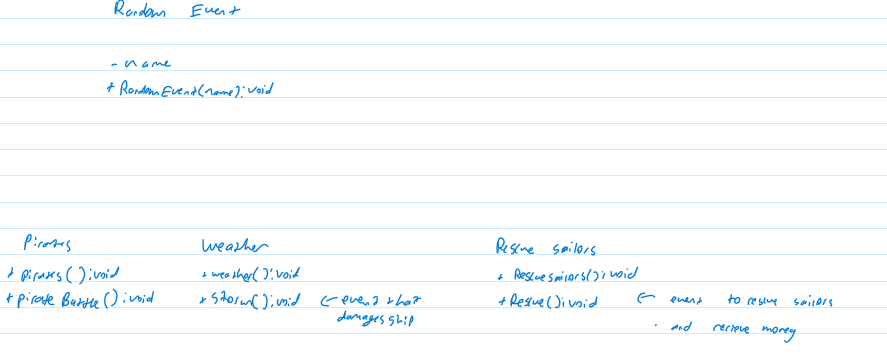 Random Event
- name
+ RandomEvent(name): void
Pirates
+ pirates(): void
+ pirate Battle(): void
Weather
+ weather(): void
+ Storm(): void ← event that
damages ship
Rescue sailors
+ Rescuesailors(): void
+ Rescue(): void ← event to rescue sailors
. and recieve money